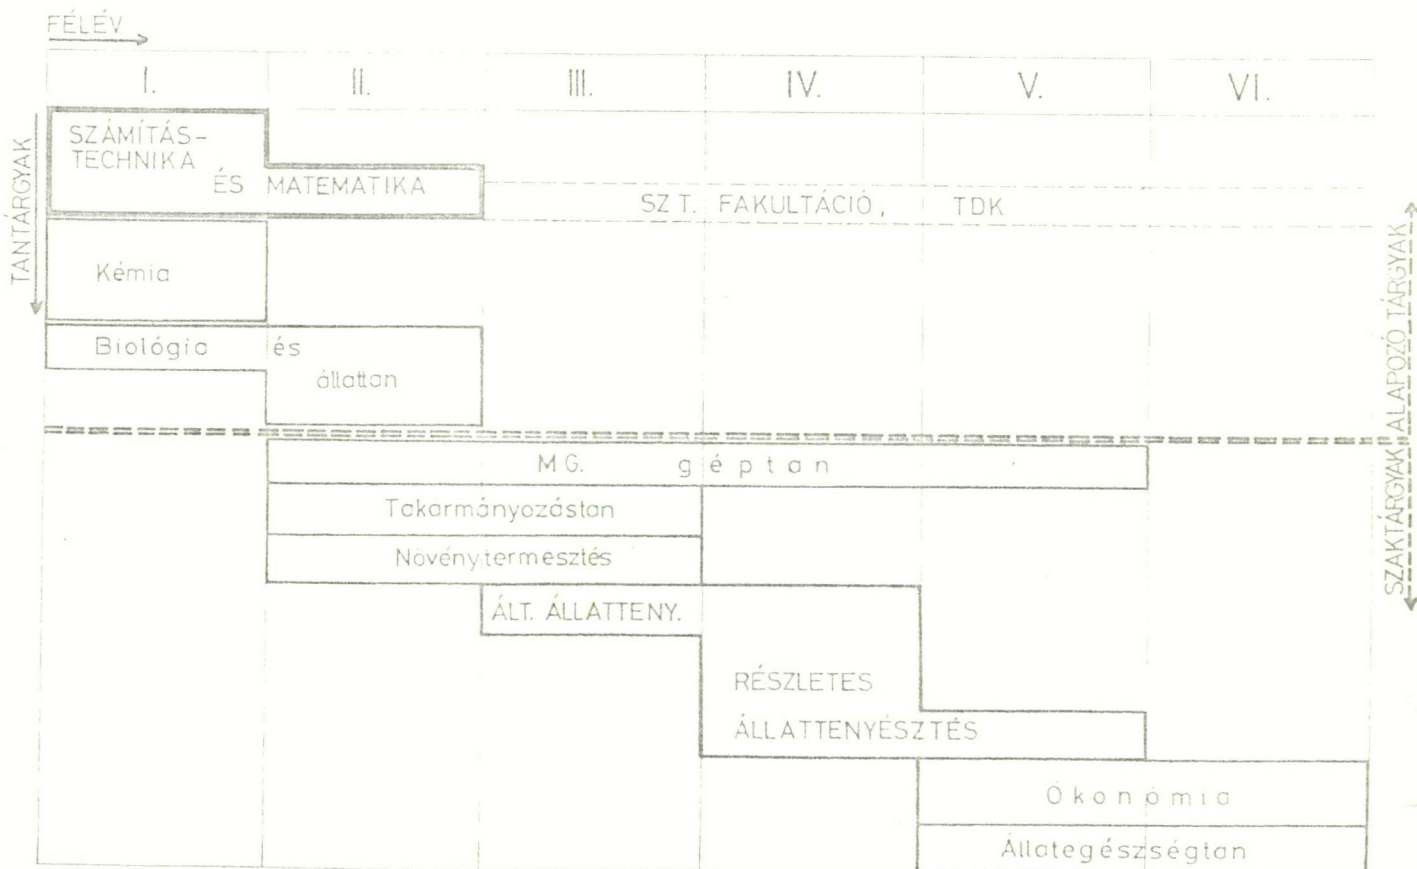 FÉLÉV
I. II. III. IV. V. VI.
TANTÁRGYAK
SZÁMÍTÁS-
TECHNIKA
ÉS MATEMATIKA
SZT. FAKULTÁCIÓ, TDK
Kémia
Biológia és
állattan
ALAPOZÓ TÁRGYAK
SZAKTÁRGYAK
MG. géptan
Takarmányozástan
Növénytermesztés
ÁLT. ÁLLATTENY.
RÉSZLETES
ÁLLATTENYÉSZTÉS
Ökonómia
Állategészségtan